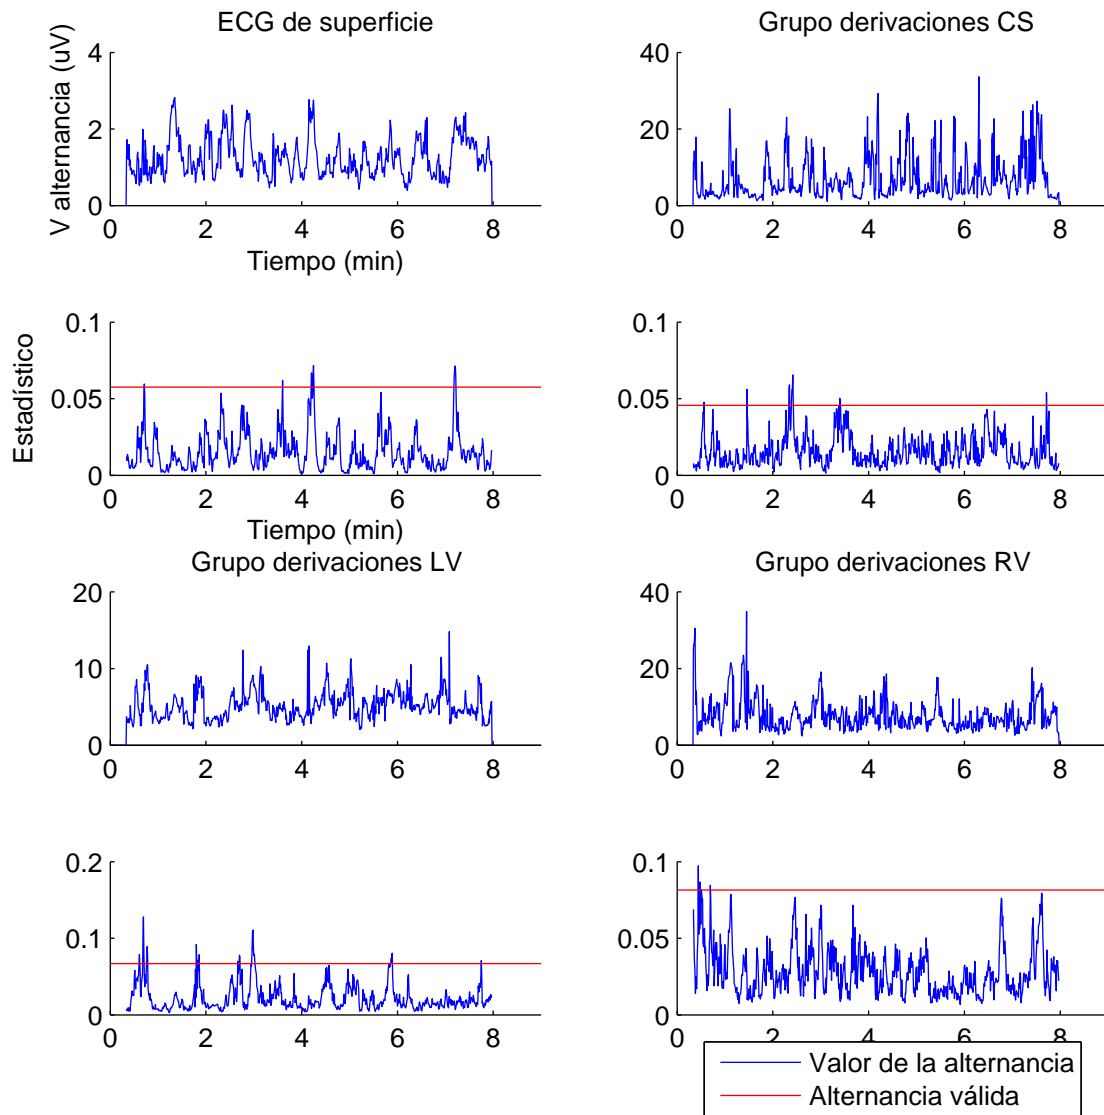 ECG de superficie
Grupo derivaciones CS
V alternancia (uV)
4
2
0
0 2 4 6 8
Tiempo (min)
40
20
0
0 2 4 6 8
Estadístico
0.1
0.05
0
0 2 4 6 8
Tiempo (min)
0.1
0.05
0
0 2 4 6 8
Grupo derivaciones LV
Grupo derivaciones RV
20
10
0
0 2 4 6 8
40
20
0
0 2 4 6 8
0.2
0.1
0
0 2 4 6 8
0.1
0.05
0
0 2 4 6 8
Valor de la alternancia
Alternancia válida